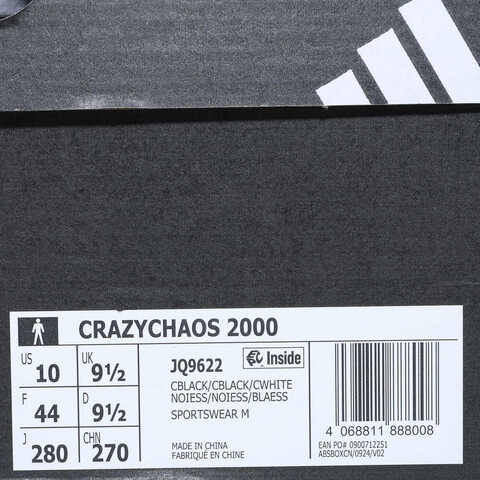 CRAZYCHAOS 2000
US
10
UK
9½
F
44
D
9½
J
280
CHN
270
JQ9622
Inside
CBLACK/CBLACK/CWHITE
NOIESS/NOIESS/BLAESS
SPORTSWEAR M
MADE IN CHINA
FABRIQUÉ EN CHINE
4 068811 888008
EAN PO# 0900712251
ABSBOXCN/0924/V02